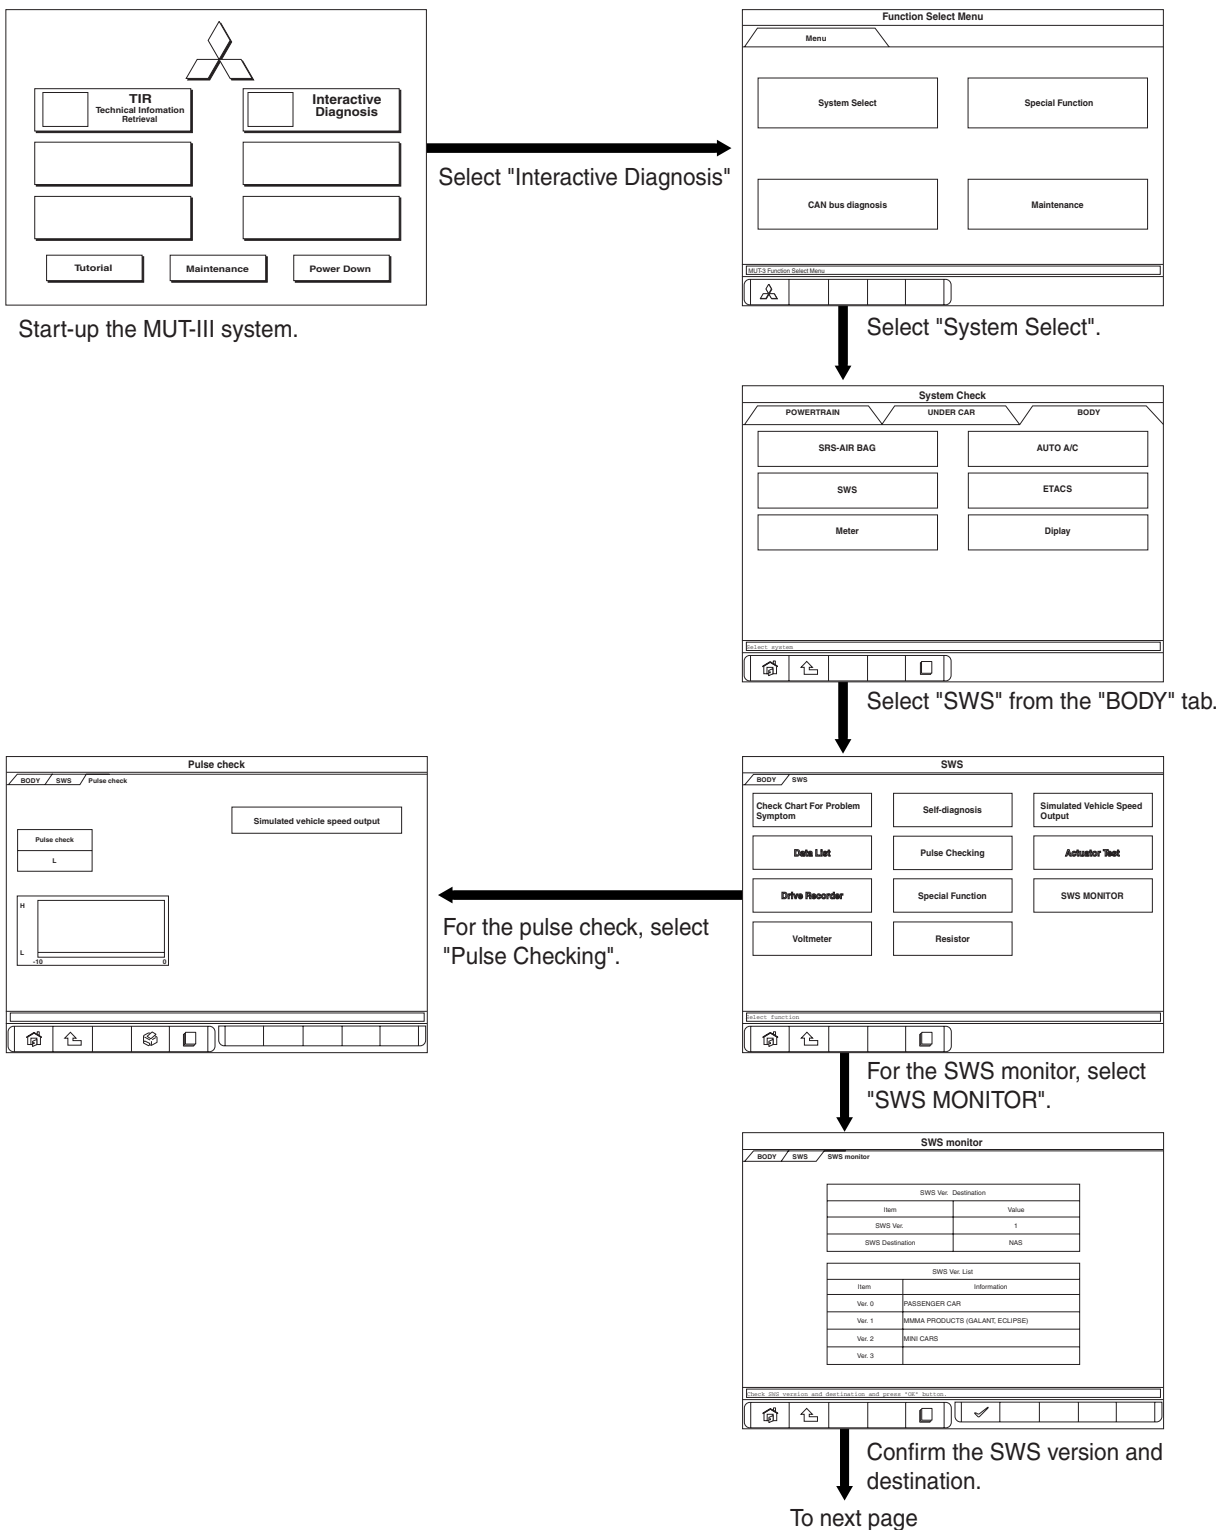 TIR
Technical Infomation
Retrieval
Interactive
Diagnosis
Tutorial
Maintenance
Power Down
Start-up the MUT-III system.
Select "Interactive Diagnosis"
Function Select Menu
Menu
System Select
Special Function
CAN bus diagnosis
Maintenance
MUT-3 Function Select Menu
Select "System Select".
System Check
POWERTRAIN
UNDER CAR
BODY
SRS-AIR BAG
AUTO A/C
SWS
ETACS
Meter
Diplay
Select system
Select "SWS" from the "BODY" tab.
SWS
BODY
SWS
Check Chart For Problem
Symptom
Self-diagnosis
Simulated Vehicle Speed
Output
Data List
Pulse Checking
Actuator Test
Drive Recorder
Special Function
SWS MONITOR
Voltmeter
Resistor
Select function
For the pulse check, select
"Pulse Checking".
Pulse check
BODY
SWS
Pulse check
Simulated vehicle speed output
Pulse check
L
H
L
-10
0
For the SWS monitor, select
"SWS MONITOR".
SWS monitor
BODY
SWS
SWS monitor
SWS Ver. Destination
Item
Value
SWS Ver.
1
SWS Destination
NAS
SWS Ver. List
Item
Information
Ver. 0
PASSENGER CAR
Ver. 1
MMMA PRODUCTS (GALANT, ECLIPSE)
Ver. 2
MINI CARS
Ver. 3
Check SWS version and destination and press "OK" button.
Confirm the SWS version and
destination.
To next page